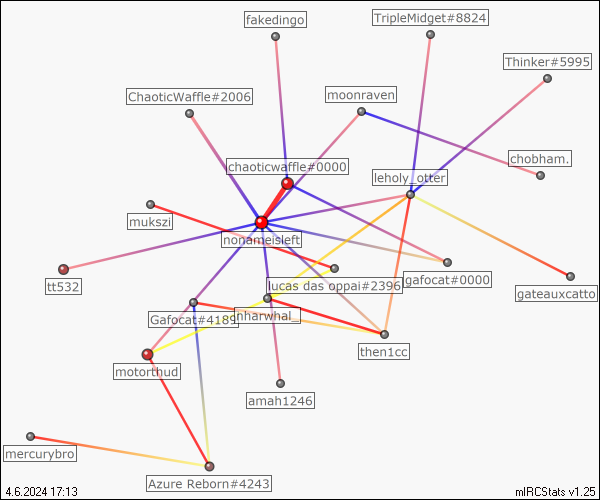 fakedingo
TripleMidget#8824
Thinker#5995
ChaoticWaffle#2006
moonraven
chaoticwaffle#0000
leholy_otter
chobham.
mukszi
nonameisleft
tt532
lucas das oppai#2396
gafocat#0000
gateauxcatto
Gafocat#4189
nharwhal_
then1cc
motorthud
amah1246
mercurybro
Azure Reborn#4243
4.6.2024 17:13
mIRCStats v1.25